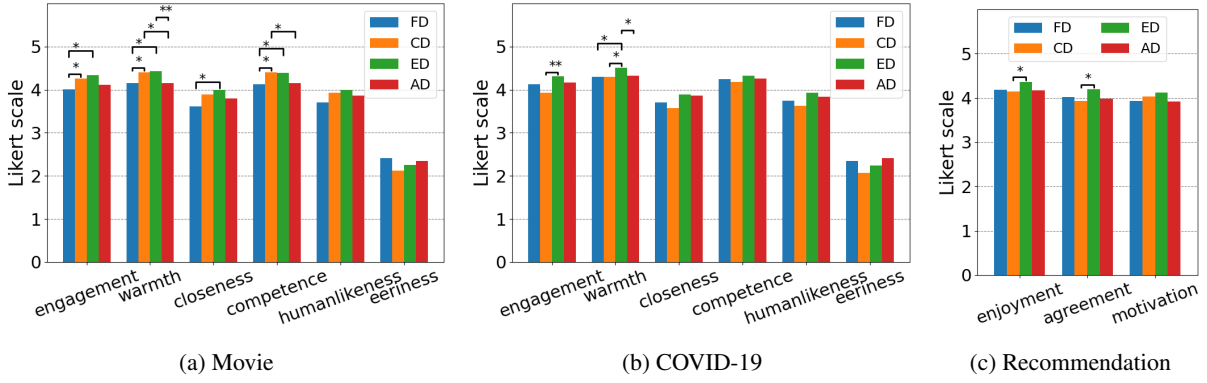 FD
CD
ED
AD
Likert scale
5
4
3
2
1
0
* * * * * ** * * * *
engagement
warmth
closeness
competence
humanlikeness
eeriness
(a) Movie
FD
CD
ED
AD
Likert scale
5
4
3
2
1
0
** * * *
engagement
warmth
closeness
competence
humanlikeness
eeriness
(b) COVID-19
FD ED
CD AD
Likert scale
5
4
3
2
1
0
* *
enjoyment
agreement
motivation
(c) Recommendation